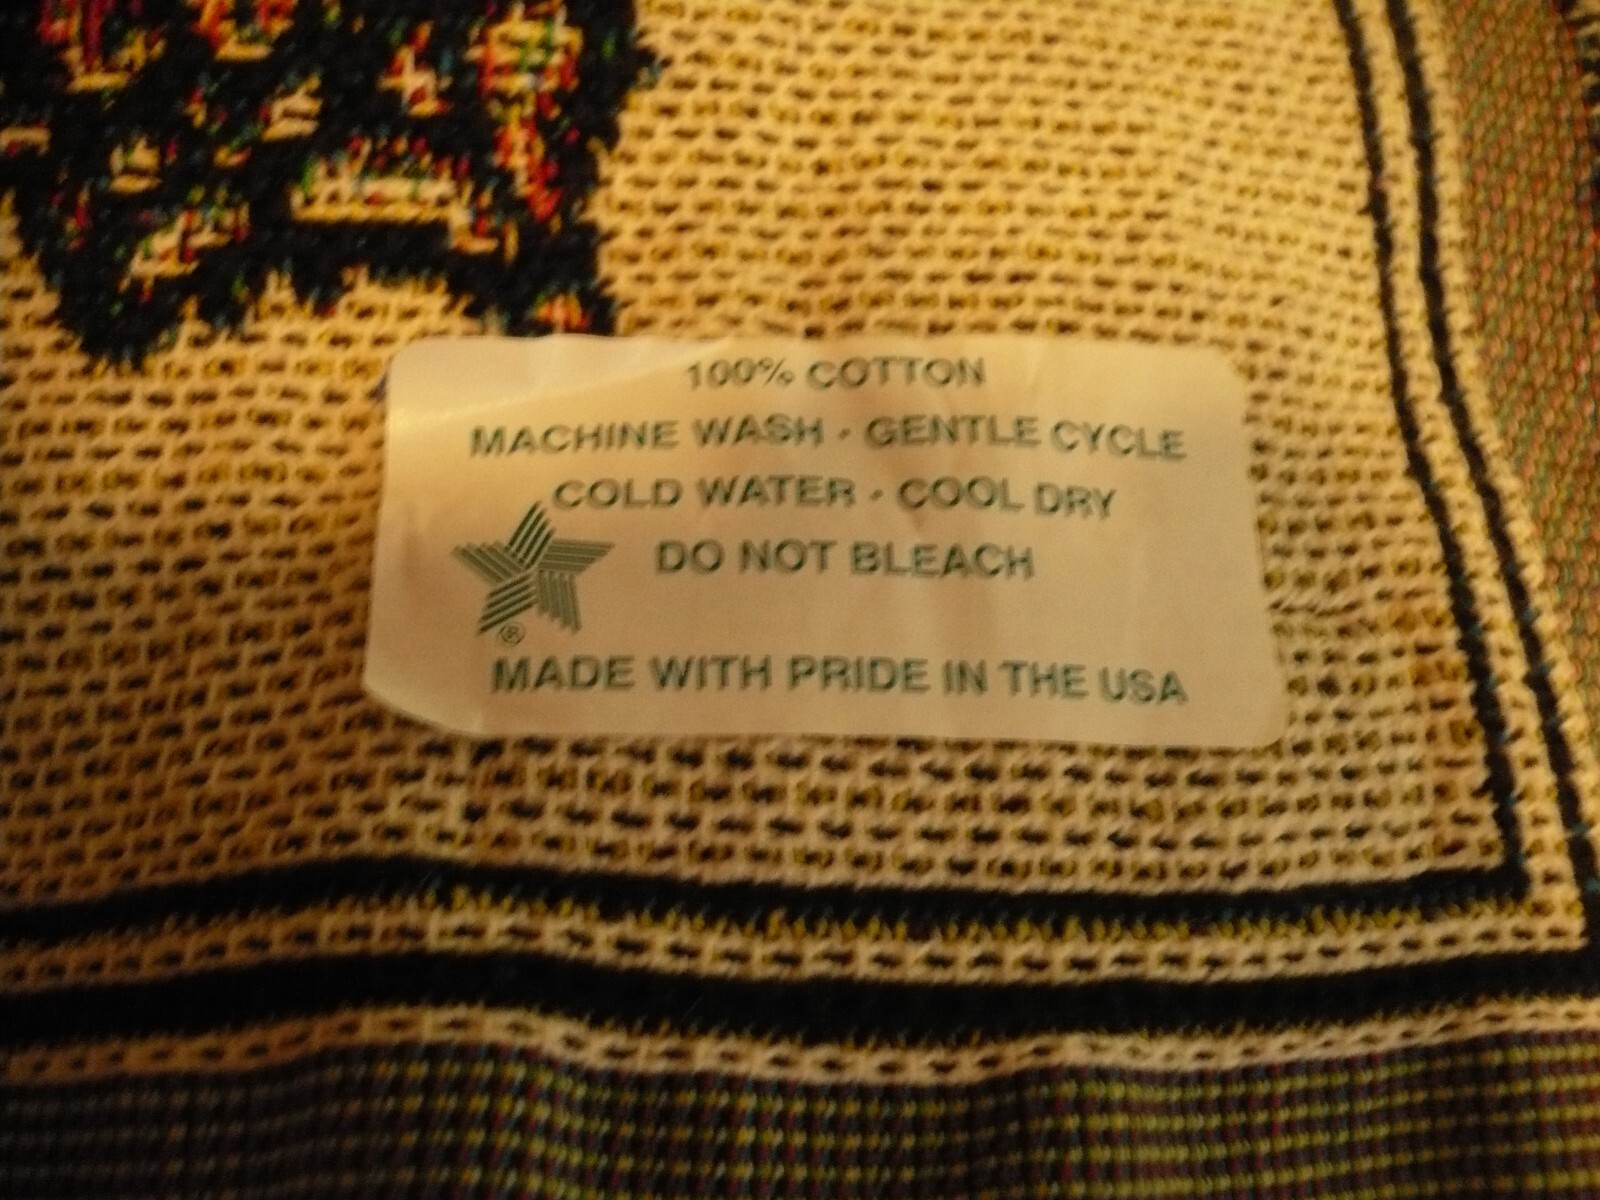 100% COTTON
MACHINE WASH · GENTLE CYCLE
COLD WATER · COOL DRY
DO NOT BLEACH
®
MADE WITH PRIDE IN THE USA